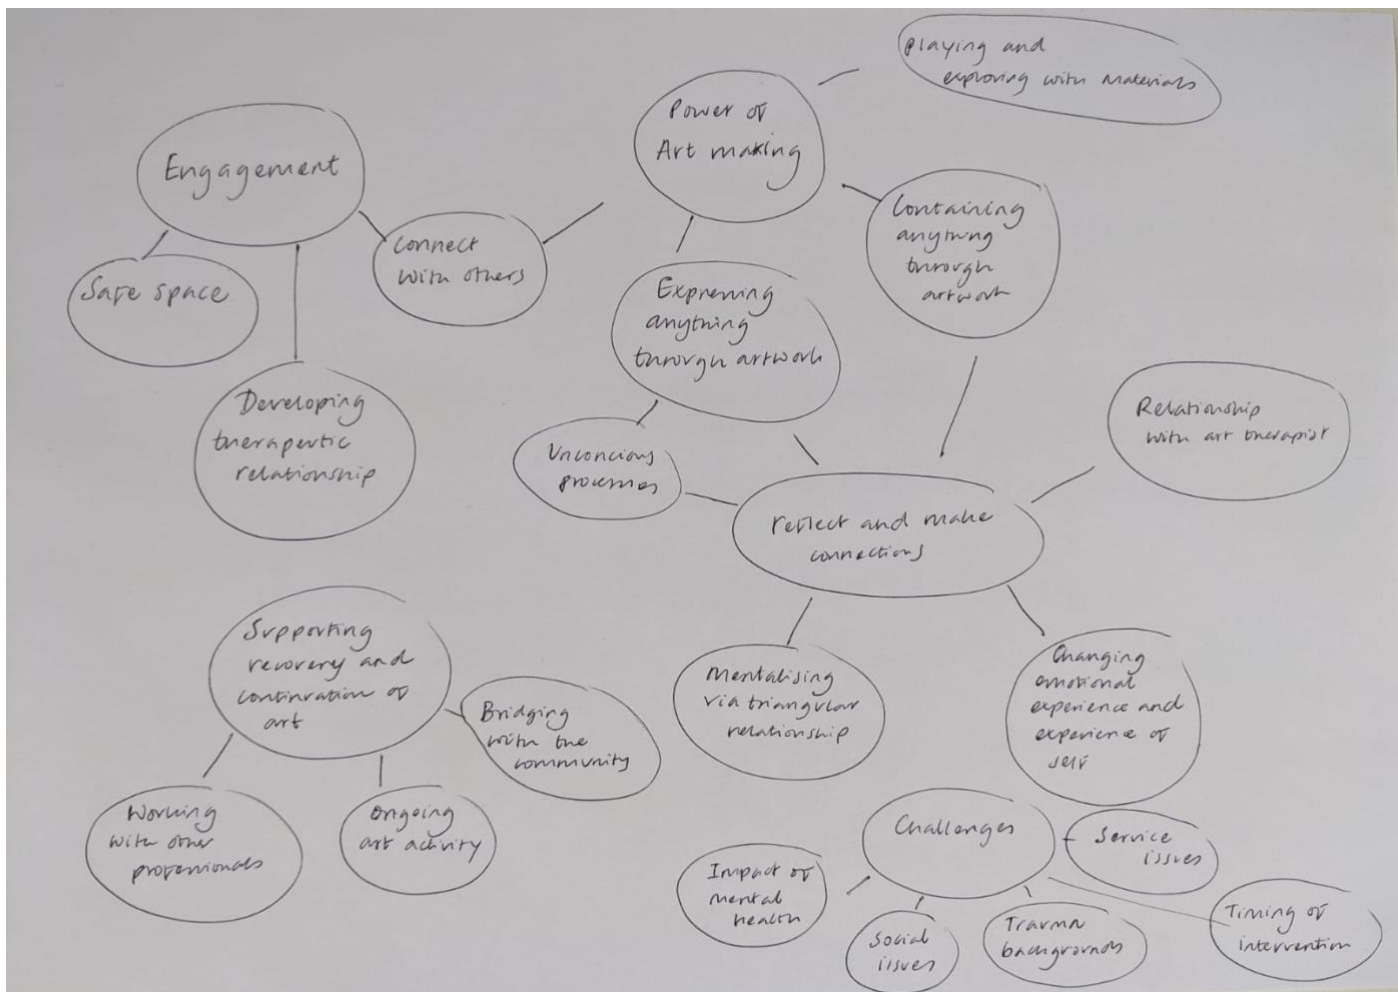 Playing and
exploring with materials
Power of
Art making
Engagement
Containing
anything
through
artwork
Connect
with others
Safe space
Expressing
anything
through artwork
Developing
therapeutic
relationship
Relationship
with art therapist
Unconcious
processes
reflect and make
connections
Supporting
recovery and
continuation of
art
Mentalising
via triangular
relationship
Changing
emotional
experience and
experience of
self
Bridging
with the
community
Working
with other
professionals
Ongoing
art activity
Challenges
Service
issues
Impact of
mental
health
Social
issues
Trauma
backgrounds
Timing of
intervention